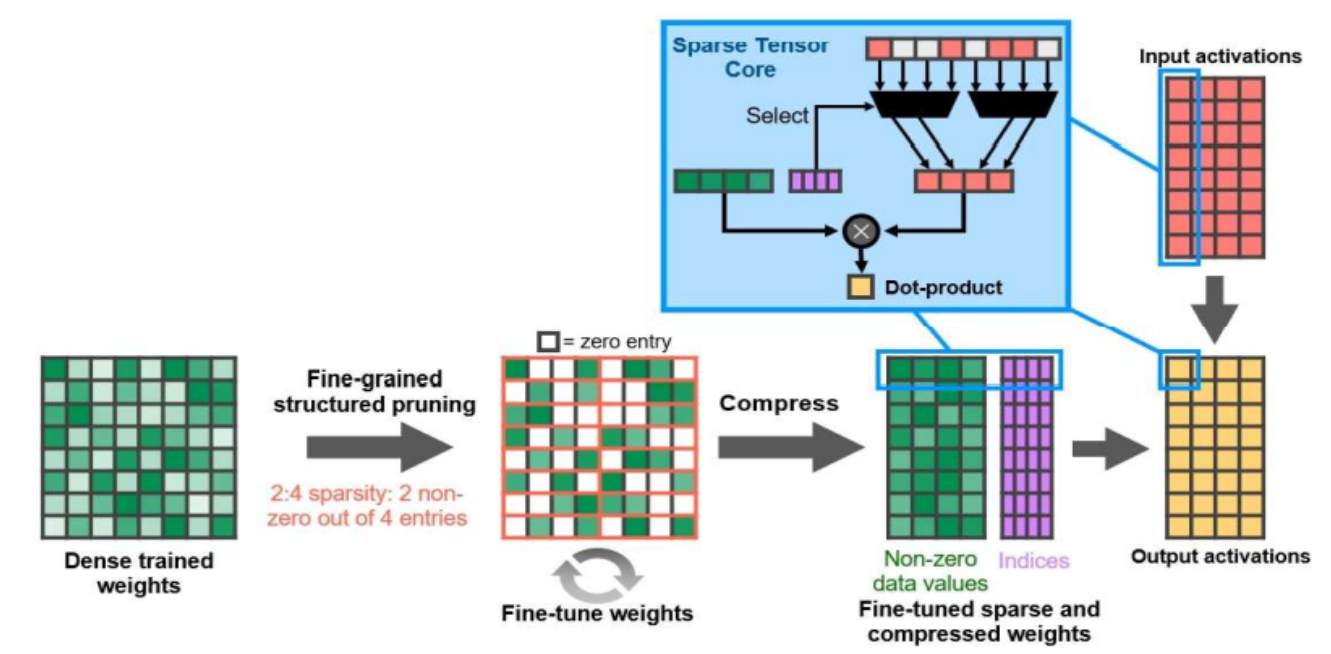 Sparse Tensor
Core
Select
Dot-product
Input activations
= zero entry
Fine-grained
structured pruning
2:4 sparsity: 2 non-
zero out of 4 entries
Compress
Dense trained
weights
Fine-tune weights
Non-zero
data values
Indices
Fine-tuned sparse and
compressed weights
Output activations